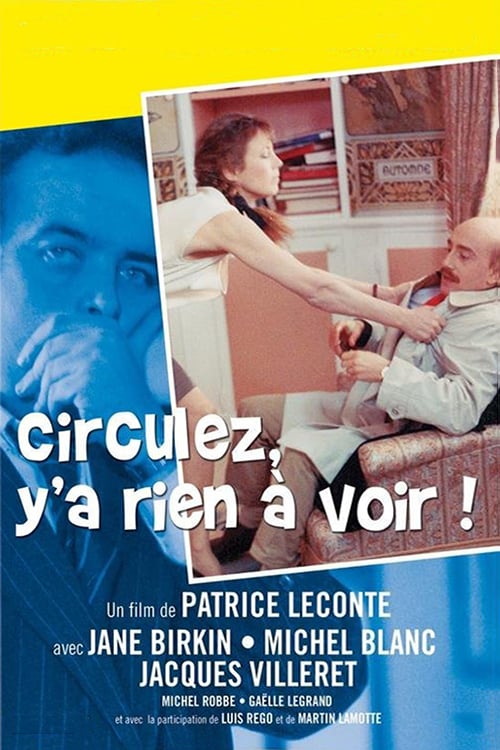 AUTOMNE
circulez,
y'a rien à voir !
Un film de PATRICE LECONTE
avec JANE BIRKIN • MICHEL BLANC
JACQUES VILLERET
MICHEL ROBBE • GAËLLE LEGRAND
et avec la participation de LUIS REGO et de MARTIN LAMOTTE